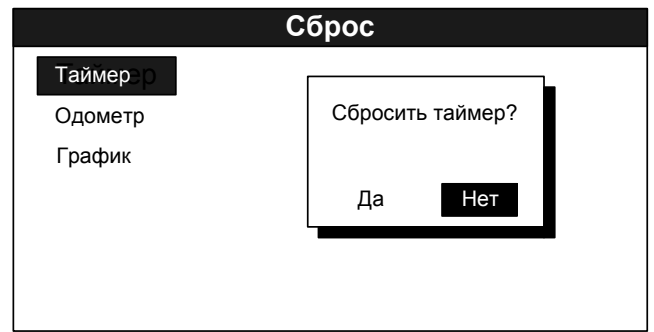 Сброс
Таймер
Одометр
График
Сбросить таймер?
Да Нет